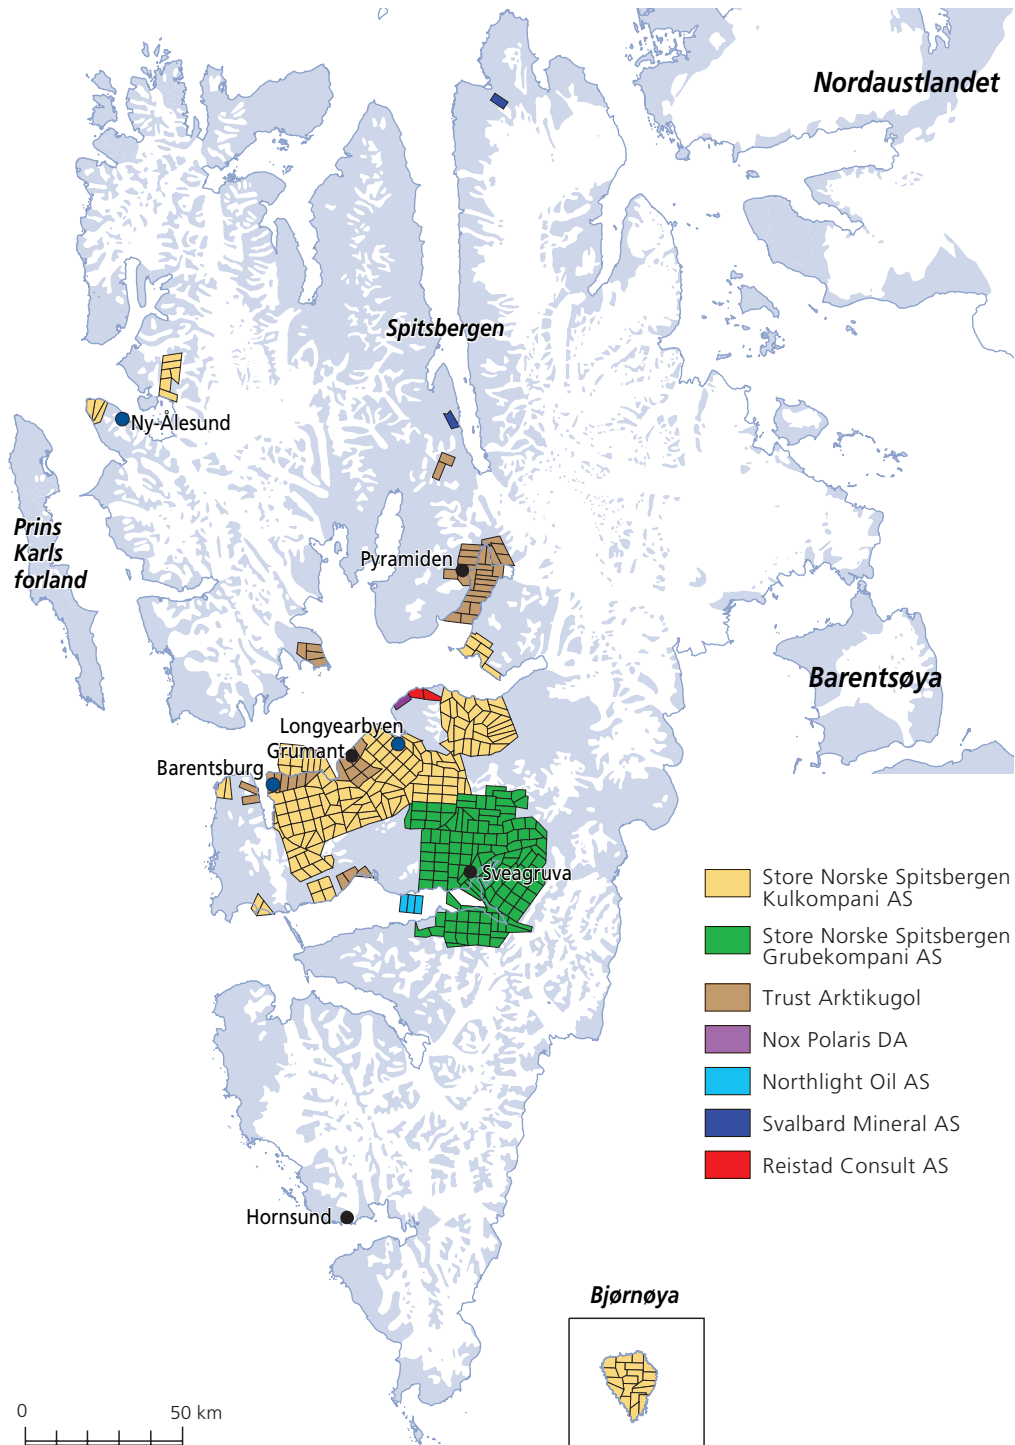 Nordaustlandet
Spitsbergen
Ny-Ålesund
Prins
Karls
forland
Pyramiden
Barentsøya
Longyearbyen
Grumant
Barentsburg
Sveagruva
Store Norske Spitsbergen
Kulkompani AS
Store Norske Spitsbergen
Grubekompani AS
Trust Arktikugol
Nox Polaris DA
Northlight Oil AS
Svalbard Mineral AS
Reistad Consult AS
Hornsund
Bjørnøya
0 50 km